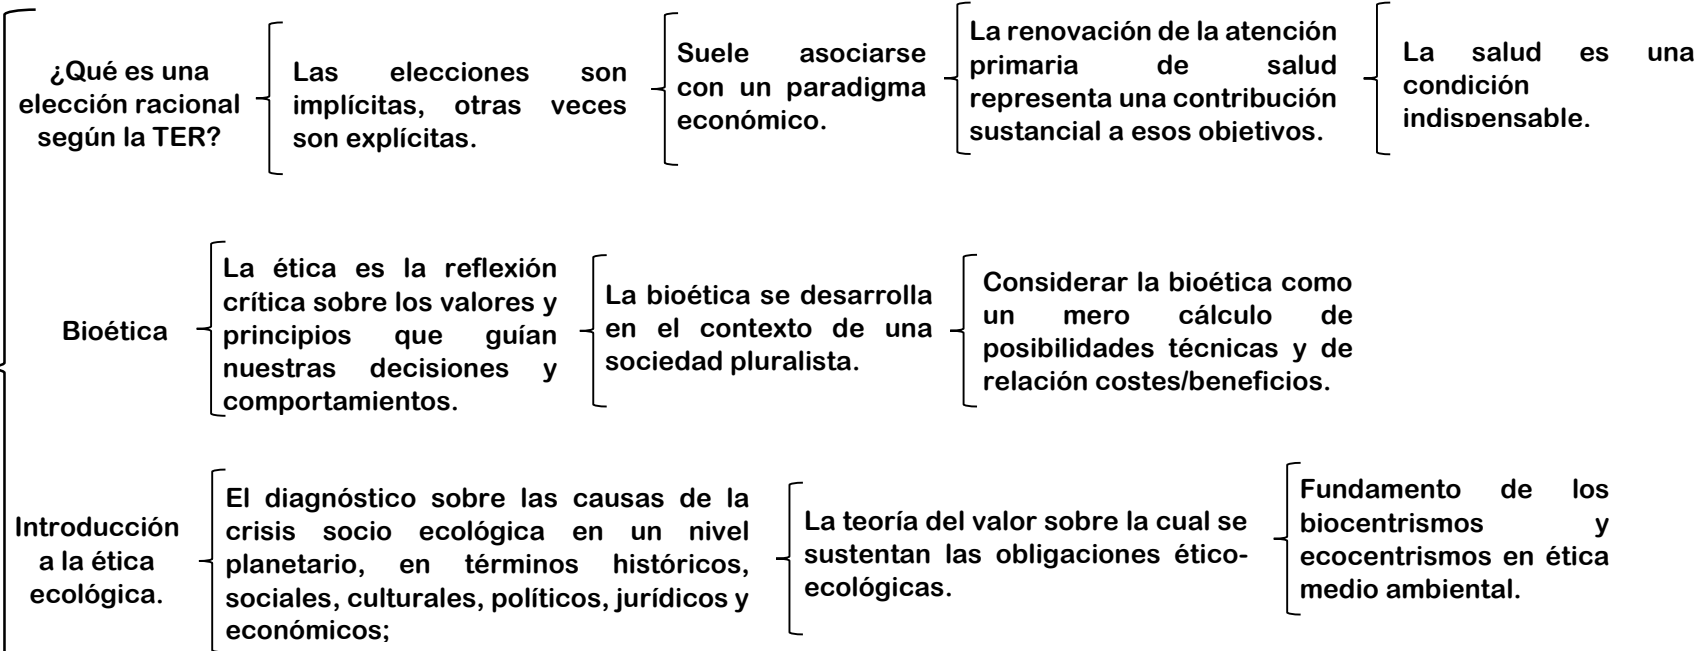 ¿Qué es una
elección racional
según la TER?
Las elecciones son
implícitas, otras veces
son explícitas.
Suele asociarse
con un paradigma
económico.
La renovación de la atención
primaria de salud
representa una contribución
sustancial a esos objetivos.
La salud es una
condición
indispensable.
Bioética
La ética es la reflexión
crítica sobre los valores y
principios que guían
nuestras decisiones y
comportamientos.
La bioética se desarrolla
en el contexto de una
sociedad pluralista.
Considerar la bioética como
un mero cálculo de
posibilidades técnicas y de
relación costes/beneficios.
Introducción
a la ética
ecológica.
El diagnóstico sobre las causas de la
crisis socio ecológica en un nivel
planetario, en términos históricos,
sociales, culturales, políticos, jurídicos y
económicos;
La teoría del valor sobre la cual se
sustentan las obligaciones ético-
ecológicas.
Fundamento de los
biocentrismos y
ecocentrismos en ética
medio ambiental.